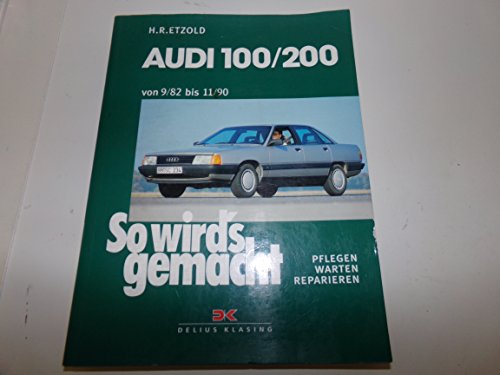 H.R.ETZOLD
AUDI 100/200
von 9/82 bis 11/90
So wird's
gemacht
PFLEGEN
WARTEN
REPARIEREN
DK
DELIUS KLASING